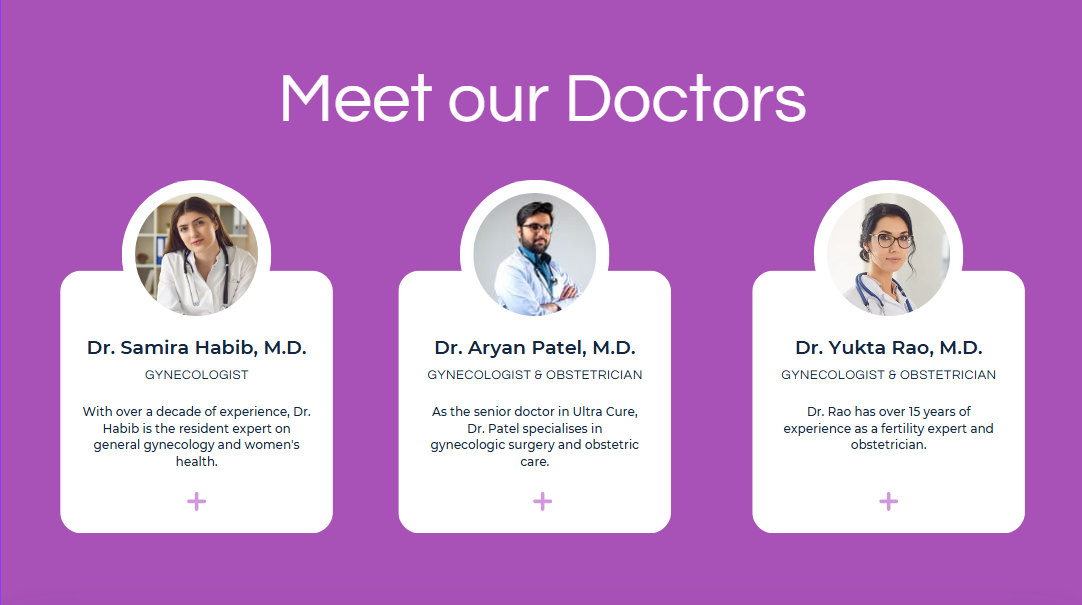 Meet our Doctors
Dr. Samira Habib, M.D.
GYNECOLOGIST
With over a decade of experience, Dr.
Habib is the resident expert on
general gynecology and women's
health.
Dr. Aryan Patel, M.D.
GYNECOLOGIST & OBSTETRICIAN
As the senior doctor in Ultra Cure,
Dr. Patel specialises in
gynecologic surgery and obstetric
care.
Dr. Yukta Rao, M.D.
GYNECOLOGIST & OBSTETRICIAN
Dr. Rao has over 15 years of
experience as a fertility expert and
obstetrician.